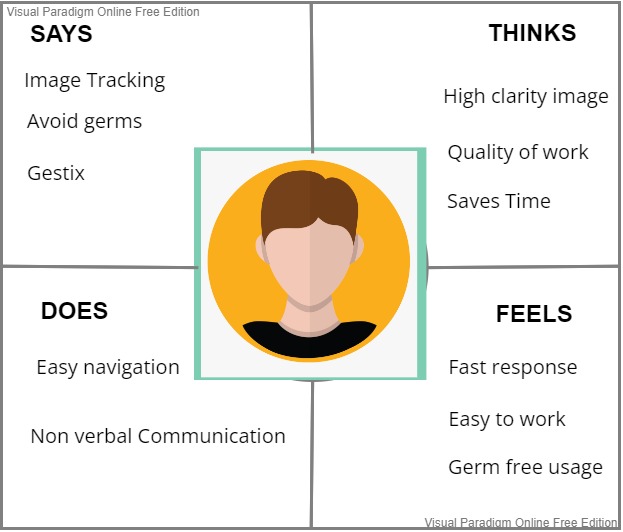 Visual Paradigm Online Free Edition
SAYS
Image Tracking
Avoid germs
Gestix
THINKS
High clarity image
Quality of work
Saves Time
DOES
Easy navigation
Non verbal Communication
FEELS
Fast response
Easy to work
Germ free usage
Visual Paradigm Online Free Edition